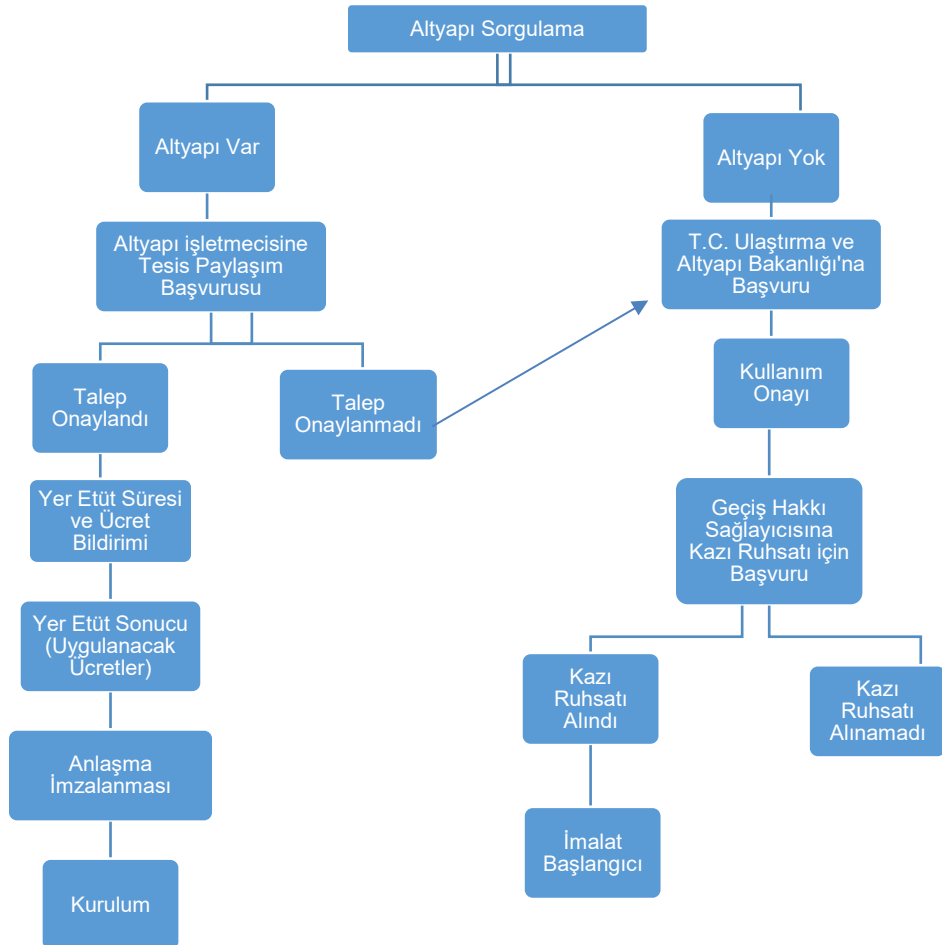 Altyapı Sorgulama
Altyapı Var
Altyapı Yok
Altyapı işletmecisine
Tesis Paylaşım
Başvurusu
T.C. Ulaştırma ve
Altyapı Bakanlığı'na
Başvuru
Talep
Onaylandı
Talep
Onaylanmadı
Kullanım
Onayı
Yer Etüt Süresi
ve Ücret
Bildirimi
Geçiş Hakkı
Sağlayıcısına
Kazı Ruhsatı için
Başvuru
Yer Etüt Sonucu
(Uygulanacak
Ücretler)
Kazı
Ruhsatı
Alındı
Kazı
Ruhsatı
Alınamadı
Anlaşma
İmzalanması
İmalat
Başlangıcı
Kurulum